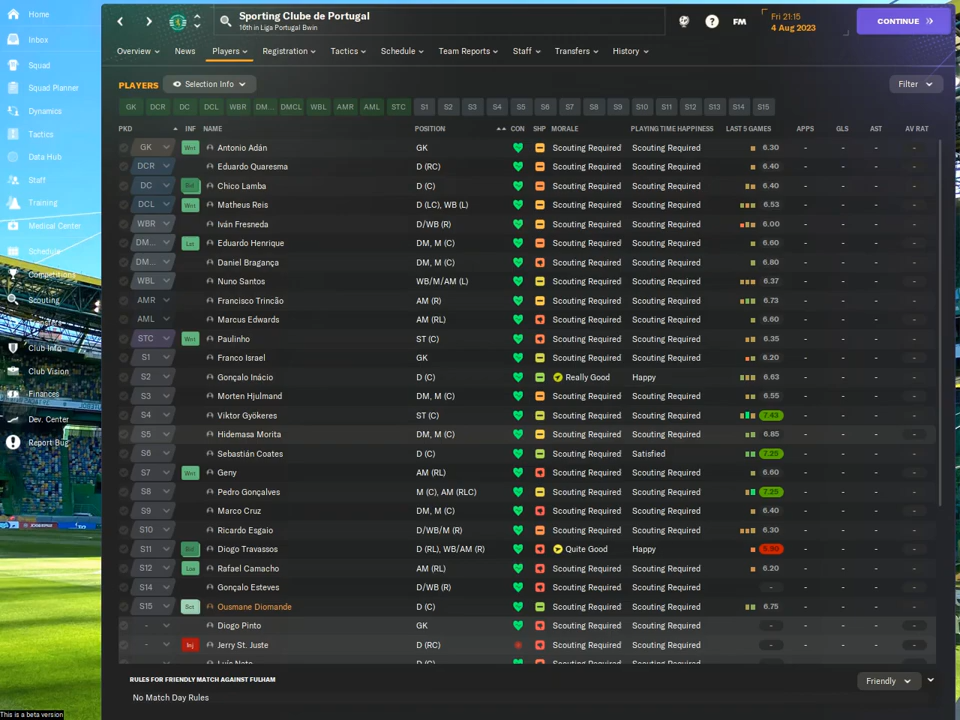 Home
Inbox
Squad
Squad Planner
Dynamics
Tactics
Data Hub
Staff
Training
Medical Center
Schedule
Competitions
Scouting
Transfers
Club Info
Club Vision
Finances
Dev. Center
Report Bug
This is a beta version
Sporting Clube de Portugal
16th in Liga Portugal Bwin
? FM
Fri 21:15
4 Aug 2023
CONTINUE
Overview News Players Registration Tactics Schedule Team Reports Staff Transfers History
PLAYERS Selection Info Filter
GK DCR DC DCL WBR DM... DMCL WBL AMR AML STC S1 S2 S3 S4 S5 S6 S7 S8 S9 S10 S11 S12 S13 S14 S15
PKD INF NAME POSITION CON SHP MORALE PLAYING TIME HAPPINESS LAST 5 GAMES APPS GLS AST AV RAT
GK Wnt Antonio Adán GK Scouting Required Scouting Required 6.30 - - - -
DCR Eduardo Quaresma D (RC) Scouting Required Scouting Required 6.40 - - - -
DC Chico Lamba D (C) Scouting Required Scouting Required 6.40 - - - -
DCL Wnt Matheus Reis D (LC), WB (L) Scouting Required Scouting Required 6.53 - - - -
WBR Iván Fresneda D/WB (R) Scouting Required Scouting Required 6.00 - - - -
DM... Lst Eduardo Henrique DM, M (C) Scouting Required Scouting Required 6.60 - - - -
DM... Daniel Bragança DM, M (C) Scouting Required Scouting Required 6.80 - - - -
WBL Nuno Santos WB/M/AM (L) Scouting Required Scouting Required 6.37 - - - -
AMR Francisco Trincão AM (R) Scouting Required Scouting Required 6.73 - - - -
AML Marcus Edwards AM (RL) Scouting Required Scouting Required 6.60 - - - -
STC Wnt Paulinho ST (C) Scouting Required Scouting Required 6.35 - - - -
S1 Franco Israel GK Scouting Required Scouting Required 6.20 - - - -
S2 Gonçalo Inácio D (C) Really Good Happy 6.63 - - - -
S3 Morten Hjulmand DM, M (C) Scouting Required Scouting Required 6.55 - - - -
S4 Viktor Gyökeres ST (C) Scouting Required Scouting Required 7.43 - - - -
S5 Hidemasa Morita DM, M (C) Scouting Required Scouting Required 6.85 - - - -
S6 Sebastián Coates D (C) Scouting Required Satisfied 7.25 - - - -
S7 Wnt Geny AM (RL) Scouting Required Scouting Required 6.60 - - - -
S8 Pedro Gonçalves M (C), AM (RLC) Scouting Required Scouting Required 7.25 - - - -
S9 Marco Cruz DM, M (C) Scouting Required Scouting Required 6.40 - - - -
S10 Ricardo Esgaio D/WB/M (R) Scouting Required Scouting Required 6.30 - - - -
S11 Diogo Travassos D (RL), WB/AM (R) Quite Good Happy 5.90 - - - -
S12 Loa Rafael Camacho AM (RL) Scouting Required Scouting Required 6.20 - - - -
S14 Gonçalo Esteves D/WB (R) Scouting Required Scouting Required - - - - -
S15 Sct Ousmane Diomande D (C) Scouting Required Scouting Required 6.75 - - - -
- Diogo Pinto GK Scouting Required Scouting Required - - - - -
- Inj Jerry St. Juste D (RC) Scouting Required Scouting Required - - - - -
RULES FOR FRIENDLY MATCH AGAINST FULHAM
Friendly
No Match Day Rules